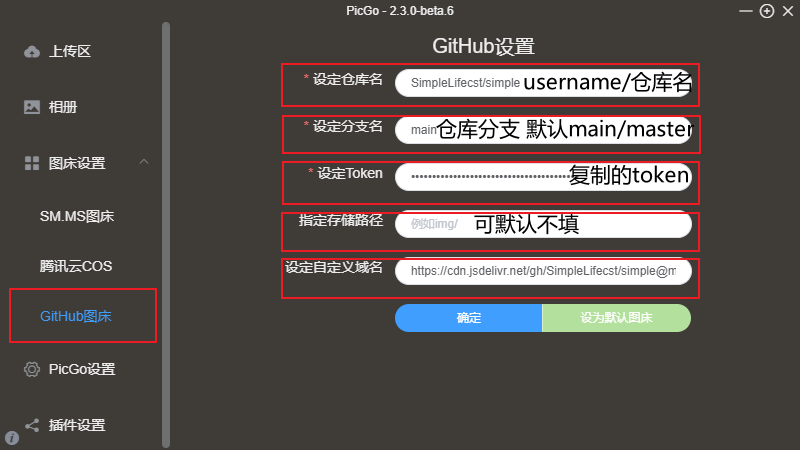 PicGo - 2.3.0-beta.6
上传区
相册
图床设置
SM.MS图床
腾讯云COS
GitHub图床
PicGo设置
插件设置
GitHub设置
* 设定仓库名 SimpleLifecst/simple username/仓库名
* 设定分支名 main 仓库分支 默认main/master
* 设定Token 复制的token
指定存储路径 例如img/ 可默认不填
设定自定义域名 https://cdn.jsdelivr.net/gh/SimpleLifecst/simple@m
确定 设为默认图床